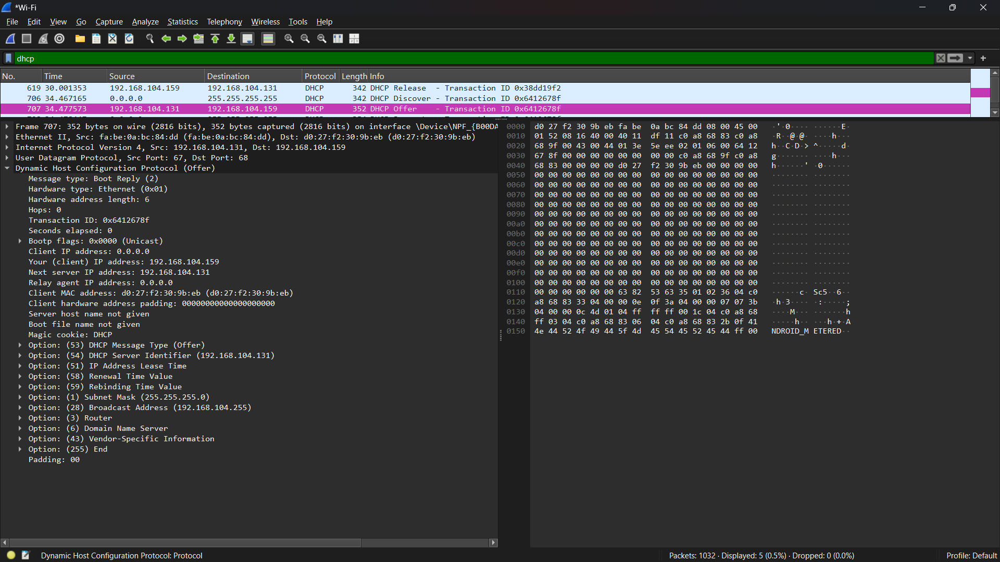 *Wi-Fi
File Edit View Go Capture Analyze Statistics Telephony Wireless Tools Help
dhcp
No. Time Source Destination Protocol Length Info
619 30.001353 192.168.104.159 192.168.104.131 DHCP 342 DHCP Release - Transaction ID 0x38dd19f2
706 34.467165 0.0.0.0 255.255.255.255 DHCP 342 DHCP Discover - Transaction ID 0x6412678f
707 34.477573 192.168.104.131 192.168.104.159 DHCP 352 DHCP Offer - Transaction ID 0x6412678f
Frame 707: 352 bytes on wire (2816 bits), 352 bytes captured (2816 bits) on interface \Device\NPF_{B00DA
Ethernet II, Src: fa:be:0a:bc:84:dd (fa:be:0a:bc:84:dd), Dst: d0:27:f2:30:9b:eb (d0:27:f2:30:9b:eb)
Internet Protocol Version 4, Src: 192.168.104.131, Dst: 192.168.104.159
User Datagram Protocol, Src Port: 67, Dst Port: 68
Dynamic Host Configuration Protocol (Offer)
Message type: Boot Reply (2)
Hardware type: Ethernet (0x01)
Hardware address length: 6
Hops: 0
Transaction ID: 0x6412678f
Seconds elapsed: 0
Bootp flags: 0x0000 (Unicast)
Client IP address: 0.0.0.0
Your (client) IP address: 192.168.104.159
Next server IP address: 192.168.104.131
Relay agent IP address: 0.0.0.0
Client MAC address: d0:27:f2:30:9b:eb (d0:27:f2:30:9b:eb)
Client hardware address padding: 00000000000000000000
Server host name not given
Boot file name not given
Magic cookie: DHCP
Option: (53) DHCP Message Type (Offer)
Option: (54) DHCP Server Identifier (192.168.104.131)
Option: (51) IP Address Lease Time
Option: (58) Renewal Time Value
Option: (59) Rebinding Time Value
Option: (1) Subnet Mask (255.255.255.0)
Option: (28) Broadcast Address (192.168.104.255)
Option: (3) Router
Option: (6) Domain Name Server
Option: (43) Vendor-Specific Information
Option: (255) End
Padding: 00
0000 d0 27 f2 30 9b eb fa be 0a bc 84 dd 08 00 45 00 ·'·0···· ······E·
0010 01 52 08 16 40 00 40 11 df 11 c0 a8 68 83 c0 a8 ·R··@·@· ····h···
0020 68 9f 00 43 00 44 01 3e 5e ee 02 01 06 00 64 12 h··C·D·> ^·····d·
0030 67 8f 00 00 00 00 00 00 00 00 c0 a8 68 9f c0 a8 g······· ····h···
0040 68 83 00 00 00 00 d0 27 f2 30 9b eb 00 00 00 00 h······' ·0······
0050 00 00 00 00 00 00 00 00 00 00 00 00 00 00 00 00 ········ ········
0060 00 00 00 00 00 00 00 00 00 00 00 00 00 00 00 00 ········ ········
0070 00 00 00 00 00 00 00 00 00 00 00 00 00 00 00 00 ········ ········
0080 00 00 00 00 00 00 00 00 00 00 00 00 00 00 00 00 ········ ········
0090 00 00 00 00 00 00 00 00 00 00 00 00 00 00 00 00 ········ ········
00a0 00 00 00 00 00 00 00 00 00 00 00 00 00 00 00 00 ········ ········
00b0 00 00 00 00 00 00 00 00 00 00 00 00 00 00 00 00 ········ ········
00c0 00 00 00 00 00 00 00 00 00 00 00 00 00 00 00 00 ········ ········
00d0 00 00 00 00 00 00 00 00 00 00 00 00 00 00 00 00 ········ ········
00e0 00 00 00 00 00 00 00 00 00 00 00 00 00 00 00 00 ········ ········
00f0 00 00 00 00 00 00 00 00 00 00 00 00 00 00 00 00 ········ ········
0100 00 00 00 00 00 00 00 00 00 00 00 00 00 00 00 00 ········ ········
0110 00 00 00 00 00 00 63 82 53 63 35 01 02 36 04 c0 ······c· Sc5··6··
0120 a8 68 83 33 04 00 00 0e 0f 3a 04 00 00 07 07 3b ·h·3···· ·:·····;
0130 04 00 00 0c 4d 01 04 ff ff ff 00 1c 04 c0 a8 68 ····M··· ·······h
0140 ff 03 04 c0 a8 68 83 06 04 c0 a8 68 83 2b 0f 41 ·····h·· ···h·+·A
0150 4e 44 52 4f 49 44 5f 4d 45 54 45 52 45 44 ff 00 NDROID_M ETERED··
Dynamic Host Configuration Protocol: Protocol
Packets: 1032 · Displayed: 5 (0.5%) · Dropped: 0 (0.0%)
Profile: Default